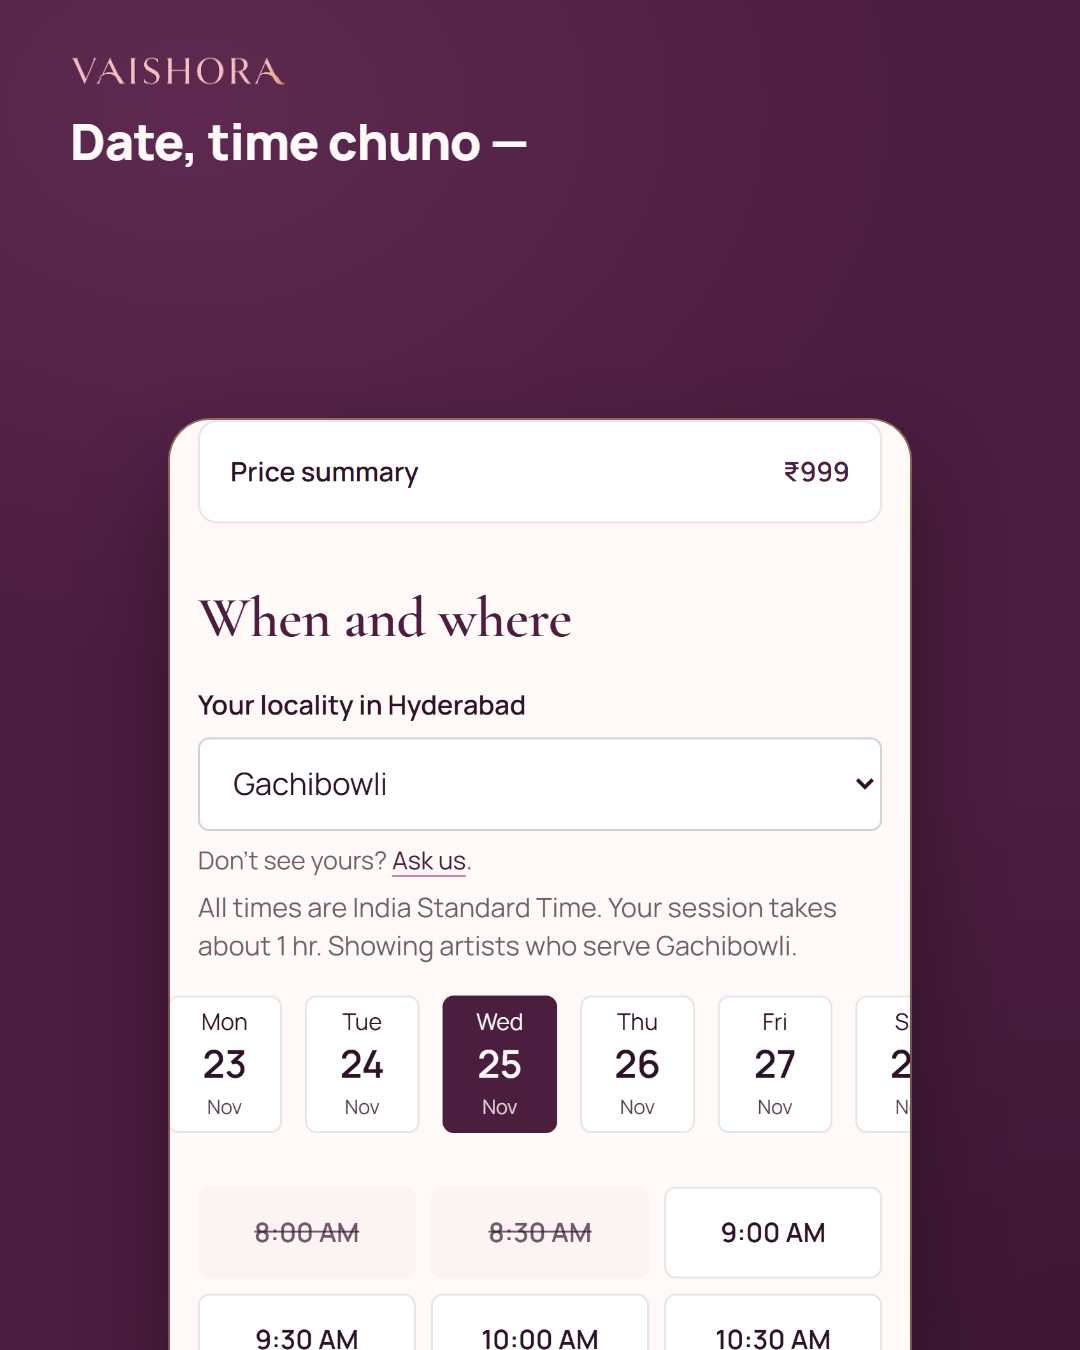 VAISHORA
Date, time chuno —
Price summary ₹999
When and where
Your locality in Hyderabad
Gachibowli
Don't see yours? Ask us.
All times are India Standard Time. Your session takes
about 1 hr. Showing artists who serve Gachibowli.
Mon Tue Wed Thu Fri
23 24 25 26 27
Nov Nov Nov Nov Nov
8:00 AM 8:30 AM 9:00 AM
9:30 AM 10:00 AM 10:30 AM